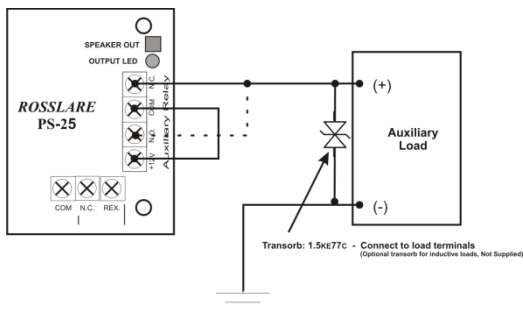 SPEAKER OUT
OUTPUT LED
ROSSLARE
PS-25
N.C.
COM
N.O.
+12V
Auxiliary Relay
COM N.C. REX.
(+)
Auxiliary
Load
(-)
Transorb: 1.5KE77C - Connect to load terminals
(Optional transorb for inductive loads, Not Supplied)